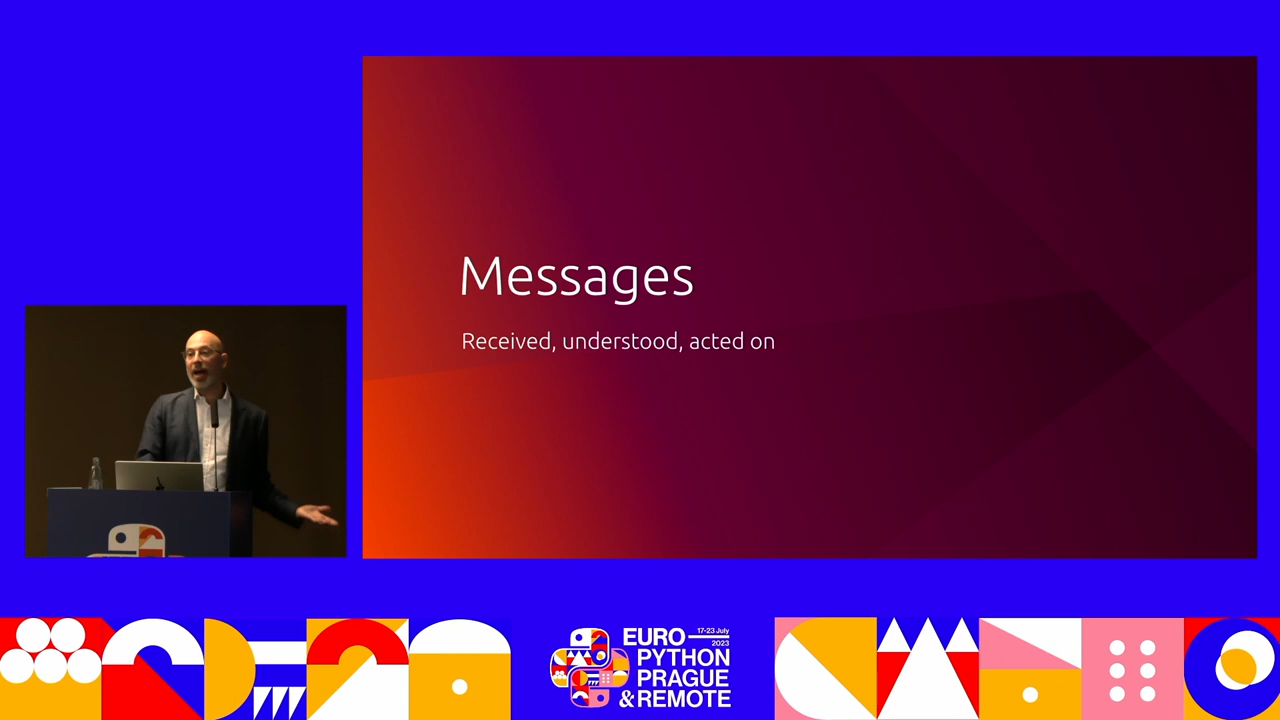 Messages
Received, understood, acted on
EURO
17-23 July
2023
PYTHON
PRAGUE
& REMOTE